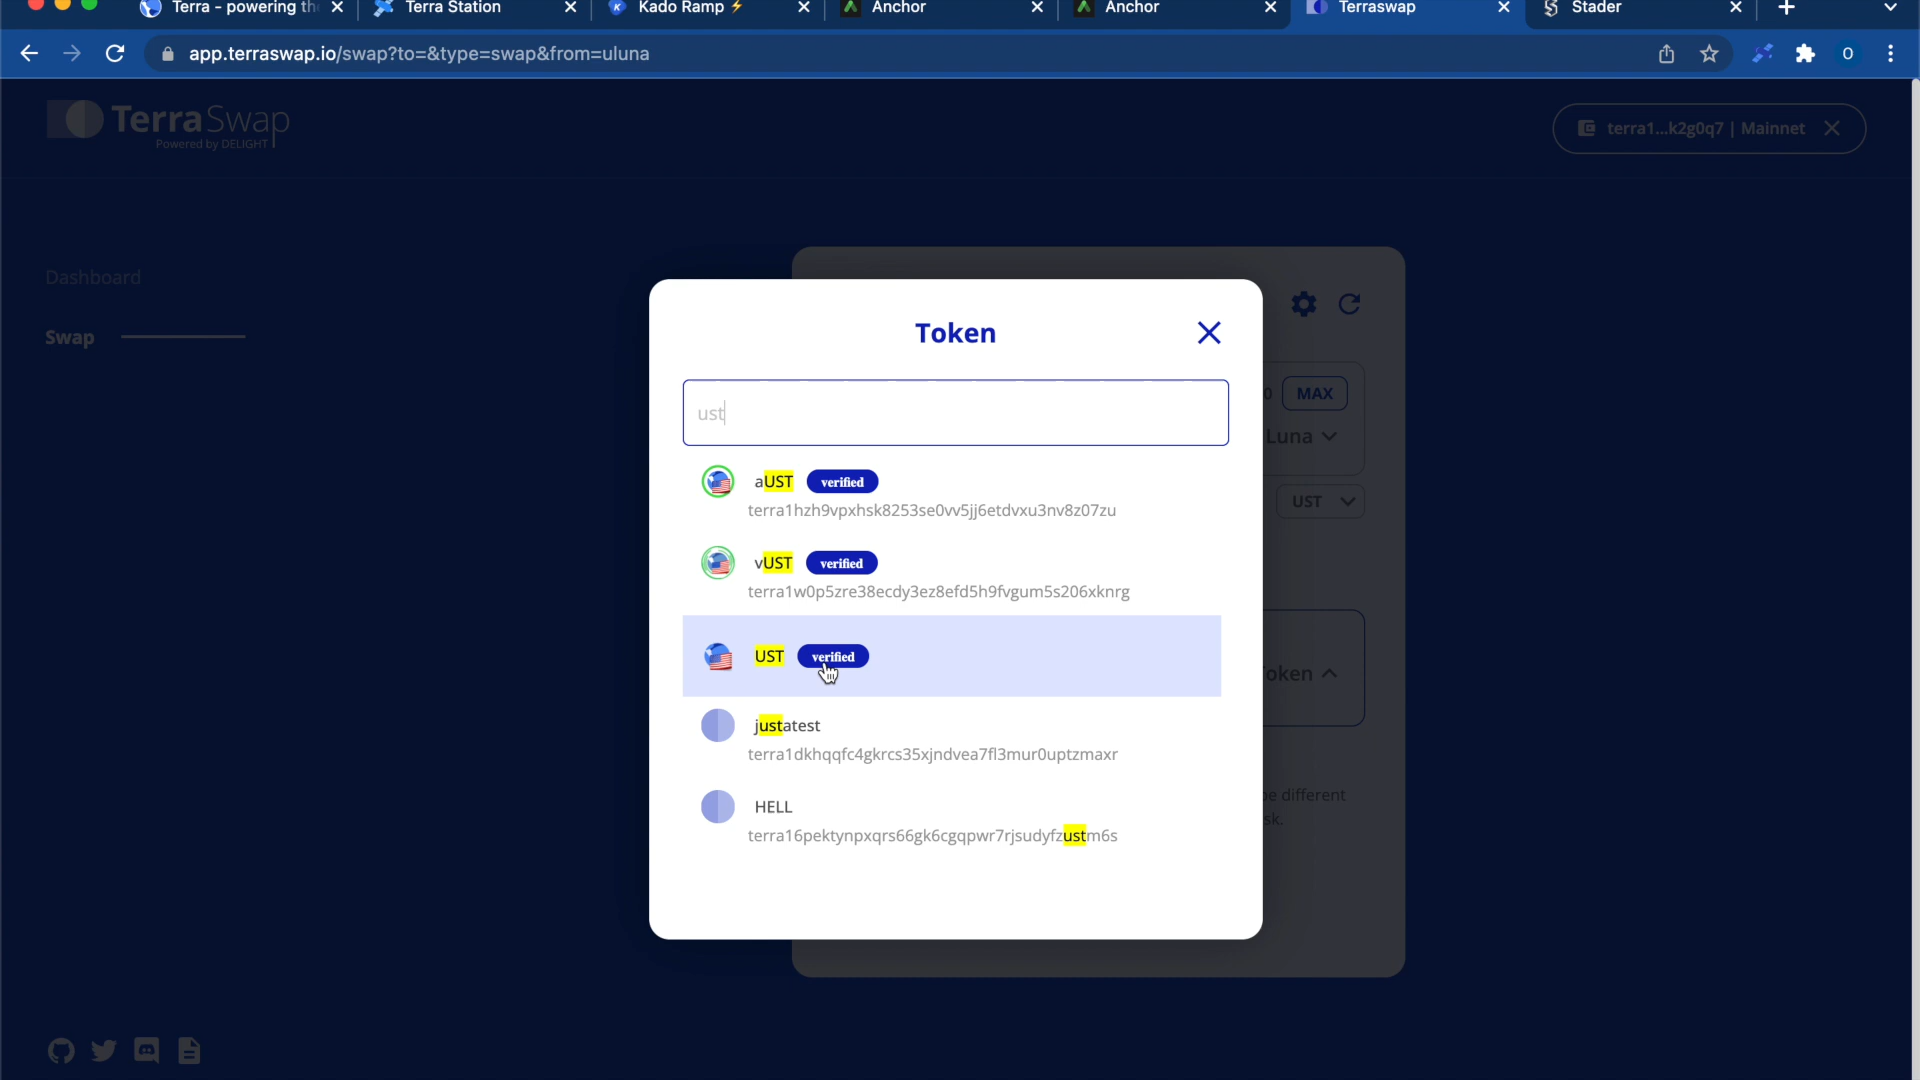 Terra - powering th
Terra Station
Kado Ramp⚡
Anchor
Anchor
Terraswap
Stader
app.terraswap.io/swap?to=&type=swap&from=uluna
O
TerraSwap
Powered by DELIGHT
terra1...k2g0q7 | Mainnet
Dashboard
Swap
Token
ust
0 MAX
Luna
aUST verified
terra1hzh9vpxhsk8253se0vv5jj6etdvxu3nv8z07zu
UST
vUST verified
terra1w0p5zre38ecdy3ez8efd5h9fvgum5s206xknrg
UST verified
oken
justatest
terra1dkhqqfc4gkrcs35xjndvea7fl3mur0uptzmaxr
be different
sk.
HELL
terra16pektynpxqrs66gk6cgqpwr7rjsudyfzustm6s